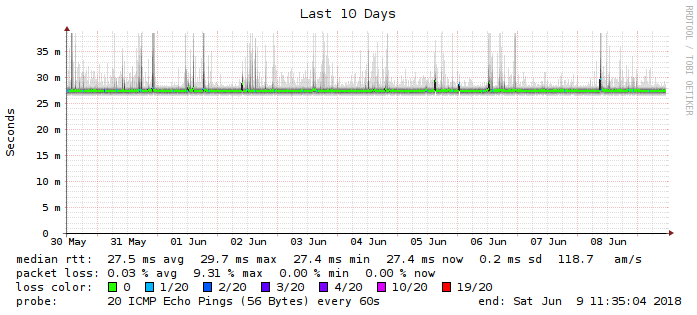 Last 10 Days
RRDTOOL / TOBI OETIKER
Seconds
35 m
30 m
25 m
20 m
15 m
10 m
5 m
0
30 May 31 May 01 Jun 02 Jun 03 Jun 04 Jun 05 Jun 06 Jun 07 Jun 08 Jun
median rtt: 27.5 ms avg 29.7 ms max 27.4 ms min 27.4 ms now 0.2 ms sd 118.7 am/s
packet loss: 0.03 % avg 9.31 % max 0.00 % min 0.00 % now
loss color: 0 1/20 2/20 3/20 4/20 10/20 19/20
probe: 20 ICMP Echo Pings (56 Bytes) every 60s end: Sat Jun 9 11:35:04 2018